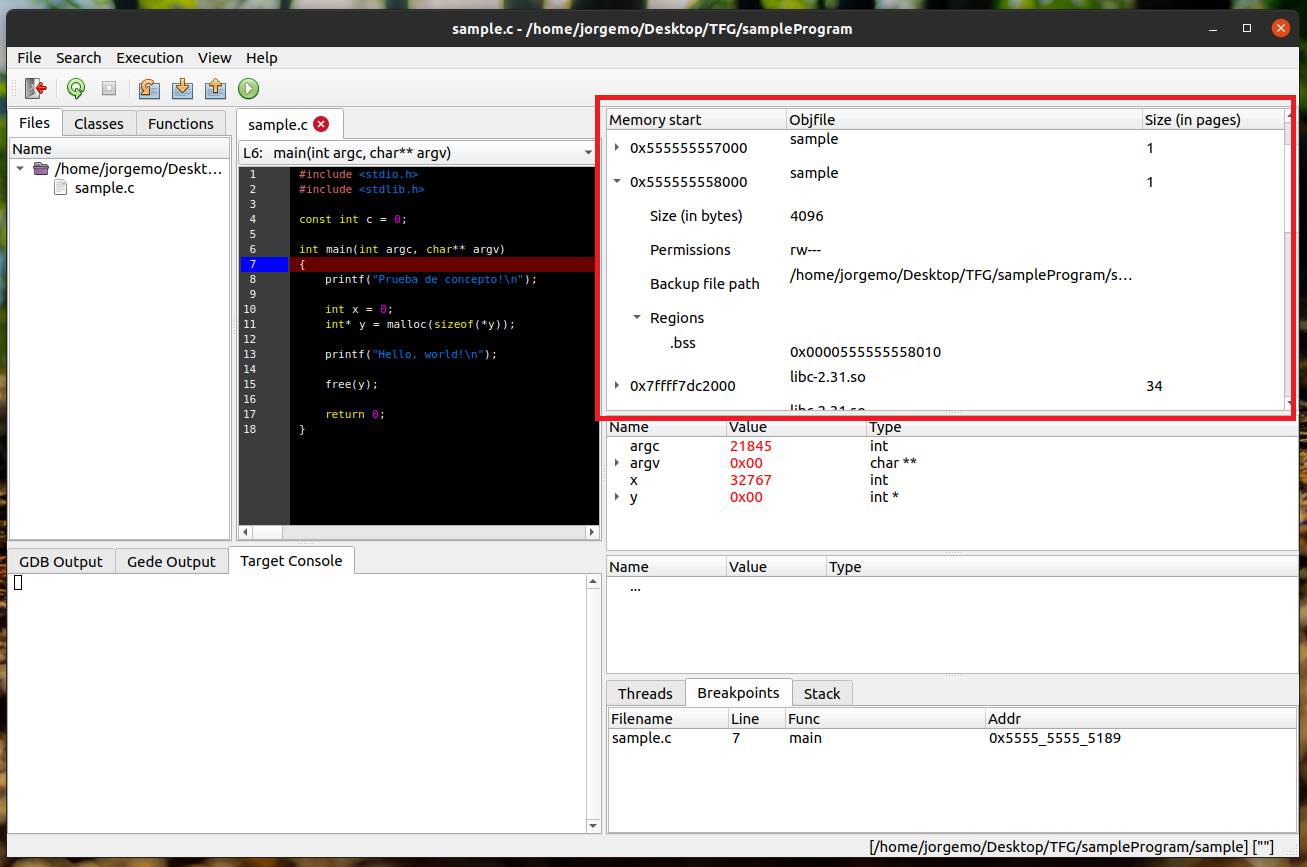 sample.c - /home/jorgemo/Desktop/TFG/sampleProgram
File Search Execution View Help
Files Classes Functions
Name
/home/jorgemo/Deskt...
sample.c
sample.c
L6: main(int argc, char** argv)
1 #include <stdio.h>
2 #include <stdlib.h>
3
4 const int c = 0;
5
6 int main(int argc, char** argv)
7 {
8 printf("Prueba de concepto!\n");
9
10 int x = 0;
11 int* y = malloc(sizeof(*y));
12
13 printf("Hello, world!\n");
14
15 free(y);
16
17 return 0;
18 }
Memory start Objfile Size (in pages)
0x555555557000 sample 1
0x555555558000 sample 1
Size (in bytes) 4096
Permissions rw---
Backup file path /home/jorgemo/Desktop/TFG/sampleProgram/s...
Regions
.bss 0x0000555555558010
0x7ffff7dc2000 libc-2.31.so 34
libc-2.31.so
Name Value Type
argc 21845 int
argv 0x00 char **
x 32767 int
y 0x00 int *
Name Value Type
...
GDB Output Gede Output Target Console
Threads Breakpoints Stack
Filename Line Func Addr
sample.c 7 main 0x5555_5555_5189
[/home/jorgemo/Desktop/TFG/sampleProgram/sample] [""]